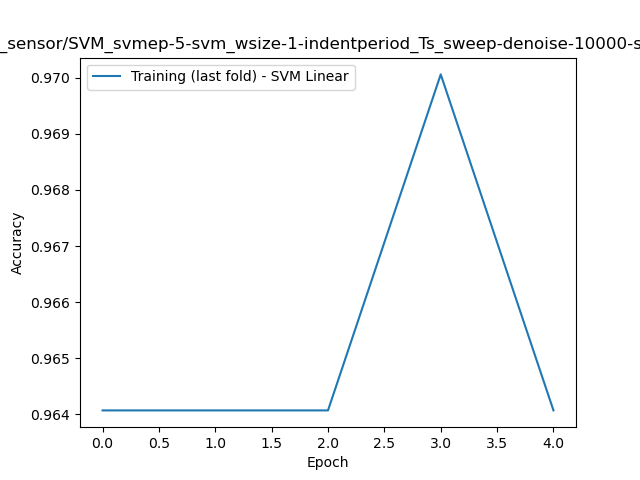 _sensor/SVM_svmep-5-svm_wsize-1-indentperiod_Ts_sweep-denoise-10000-s
Training (last fold) - SVM Linear
0.970
0.969
0.968
0.967
0.966
0.965
0.964
Accuracy
0.0 0.5 1.0 1.5 2.0 2.5 3.0 3.5 4.0
Epoch